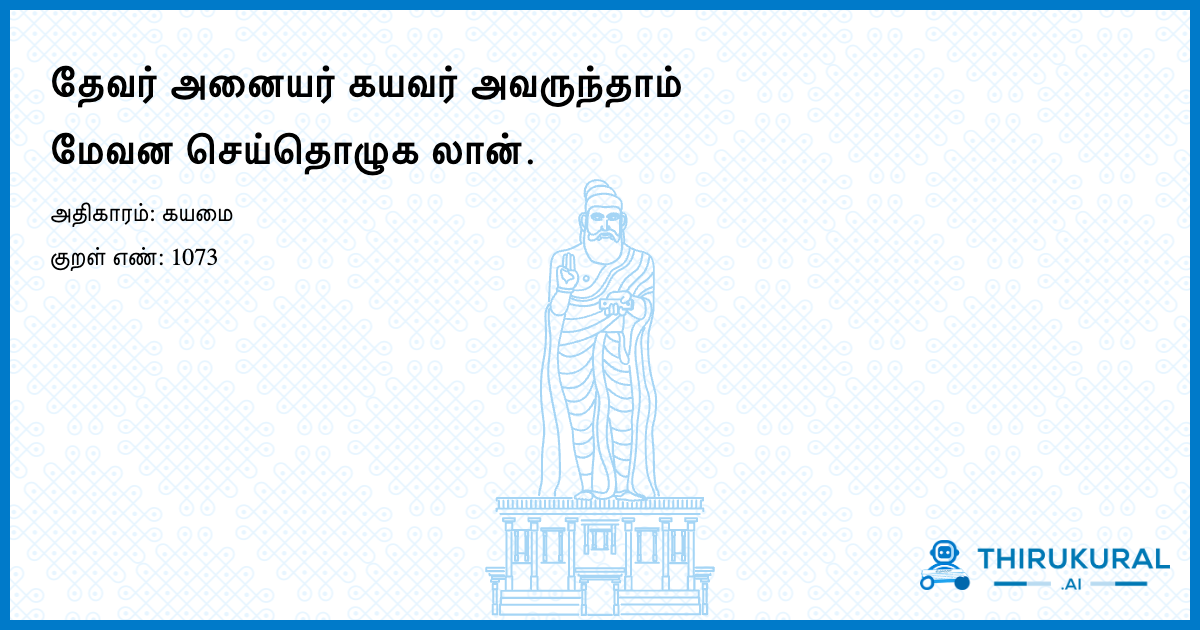 தேவர் அனையர் கயவர் அவருந்தாம்
மேவன செய்தொழுக லான்.
அதிகாரம்: கயமை
குறள் எண்: 1073
THIRUKURAL
.AI